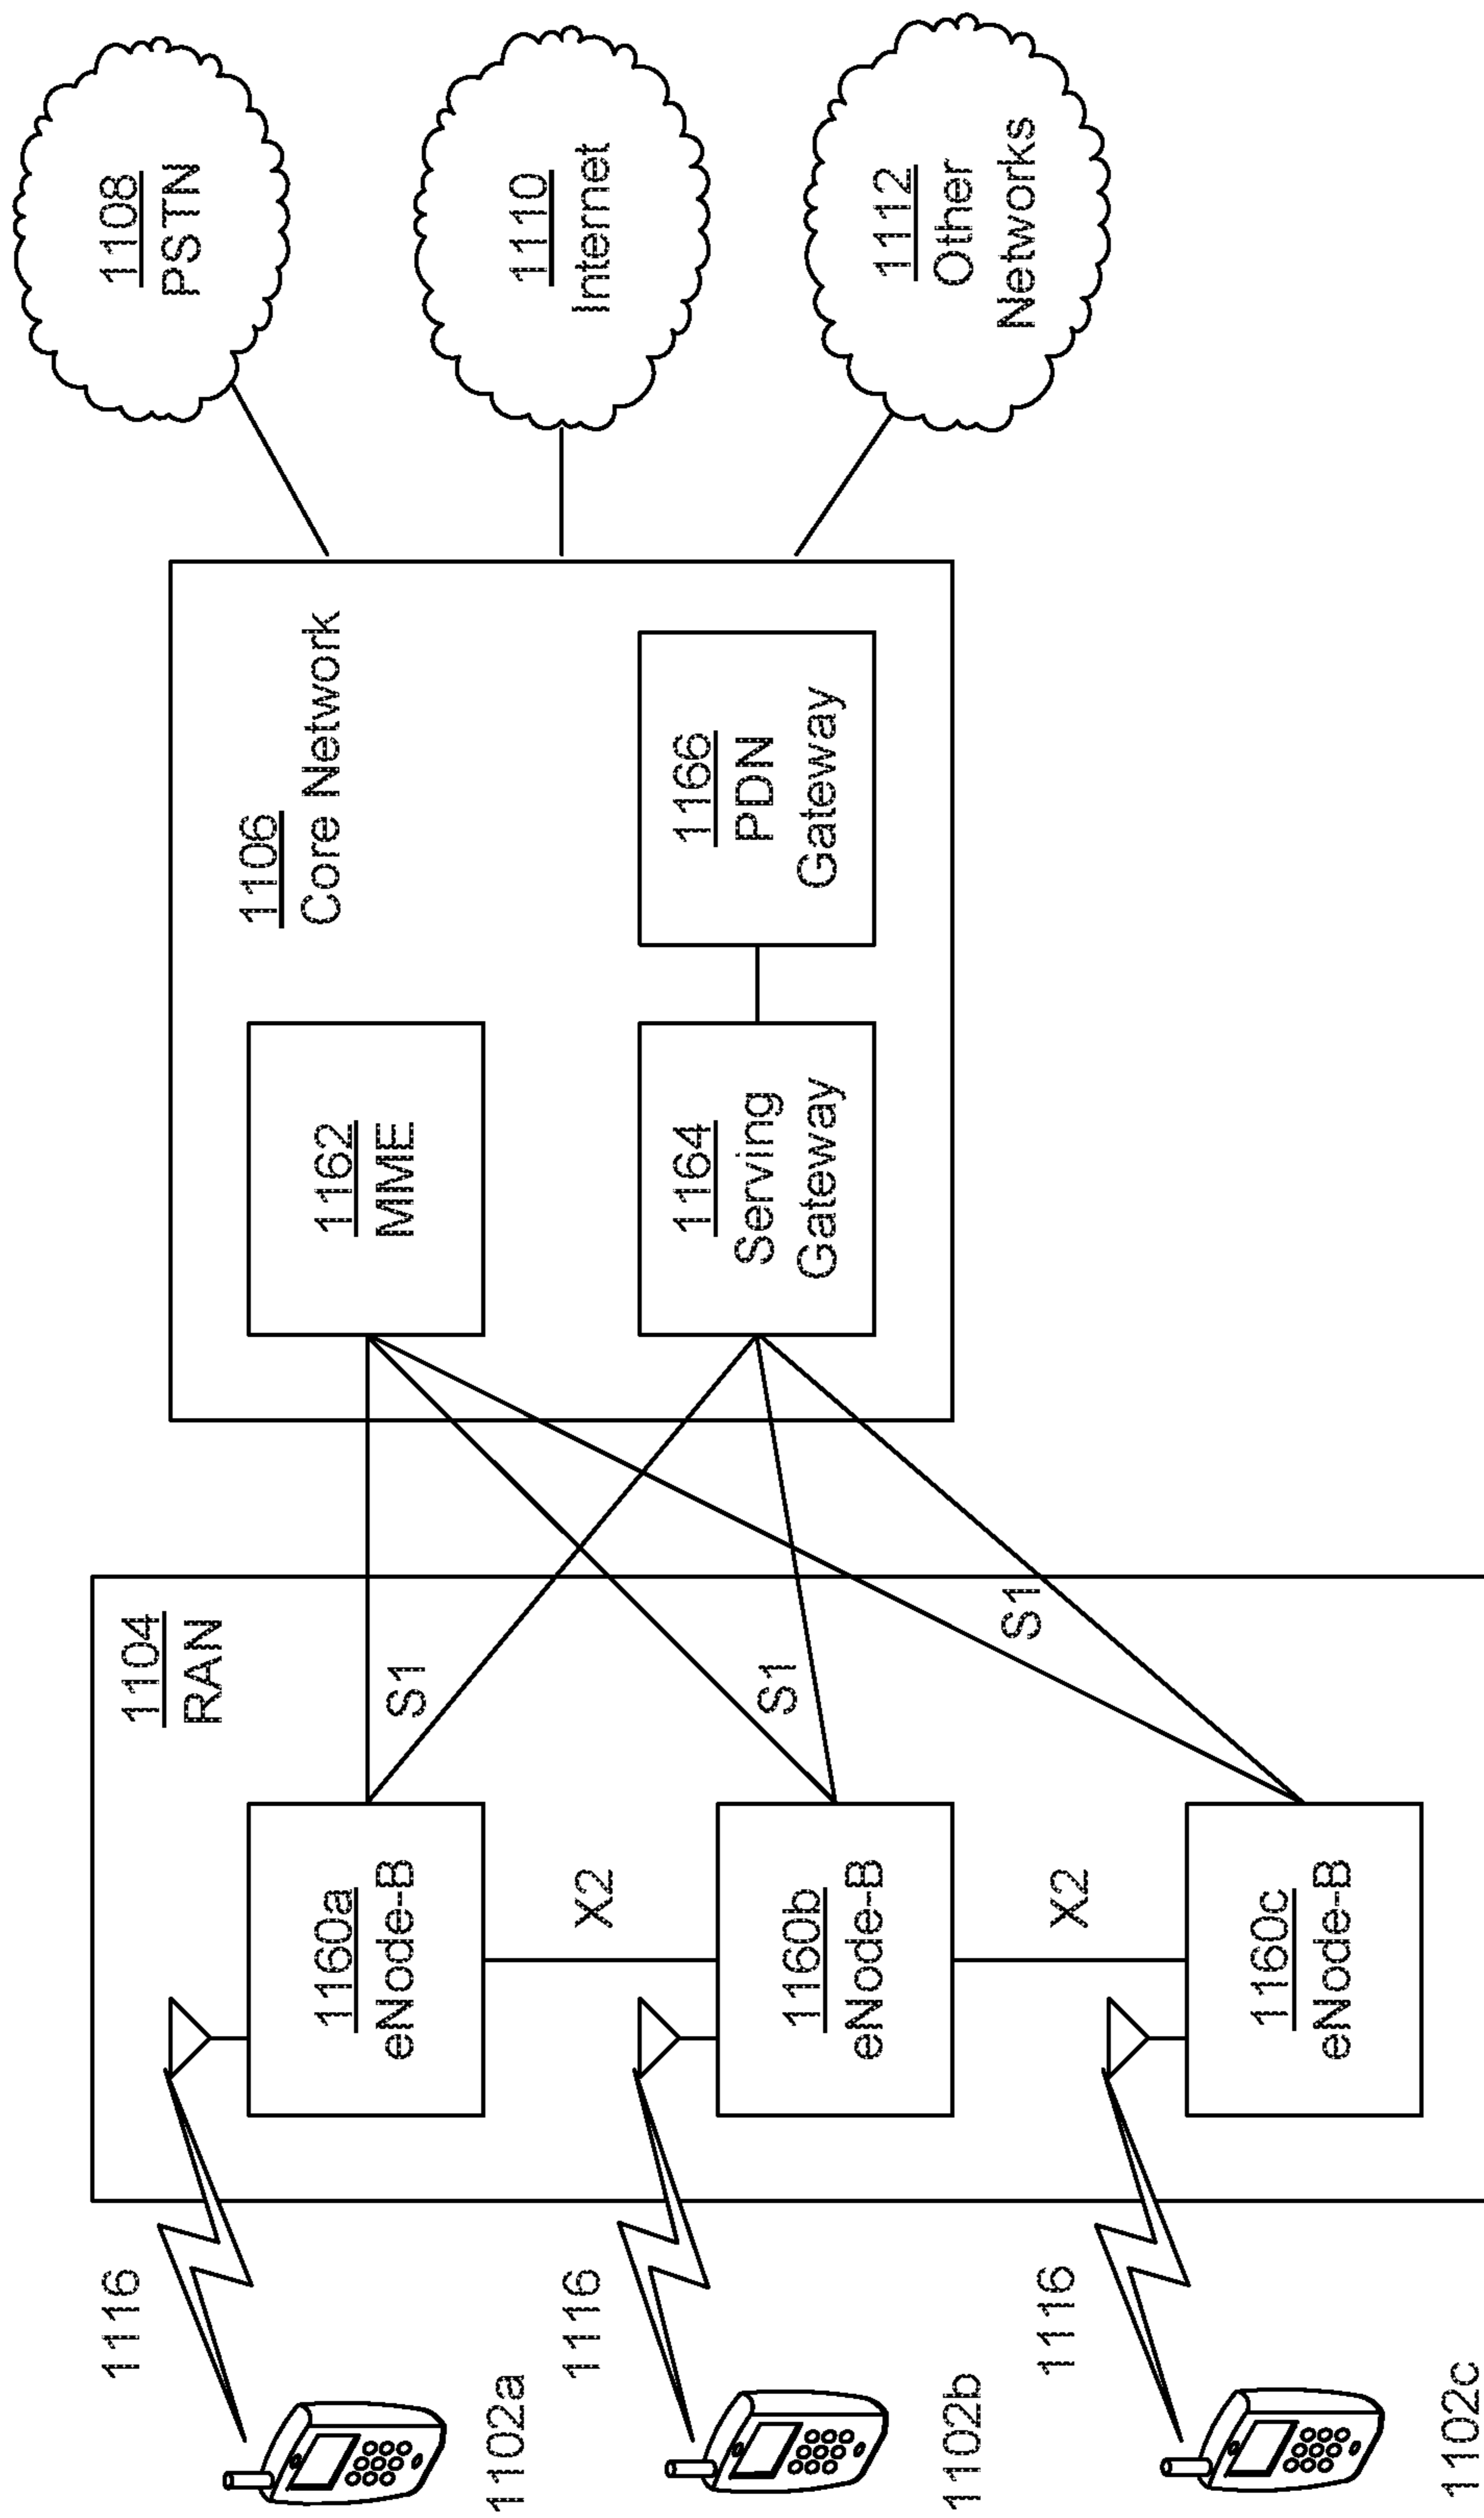 1104
RAN
1106
Core Network
1108
PSTN
1116
1160a
eNode-B
1162
MME
S1
1102a
X2
1110
Internet
1116
1160b
eNode-B
S1
1164
Serving
Gateway
1166
PDN
Gateway
1102b
X2
S1
1112
Other
Networks
1116
1160c
eNode-B
1102c